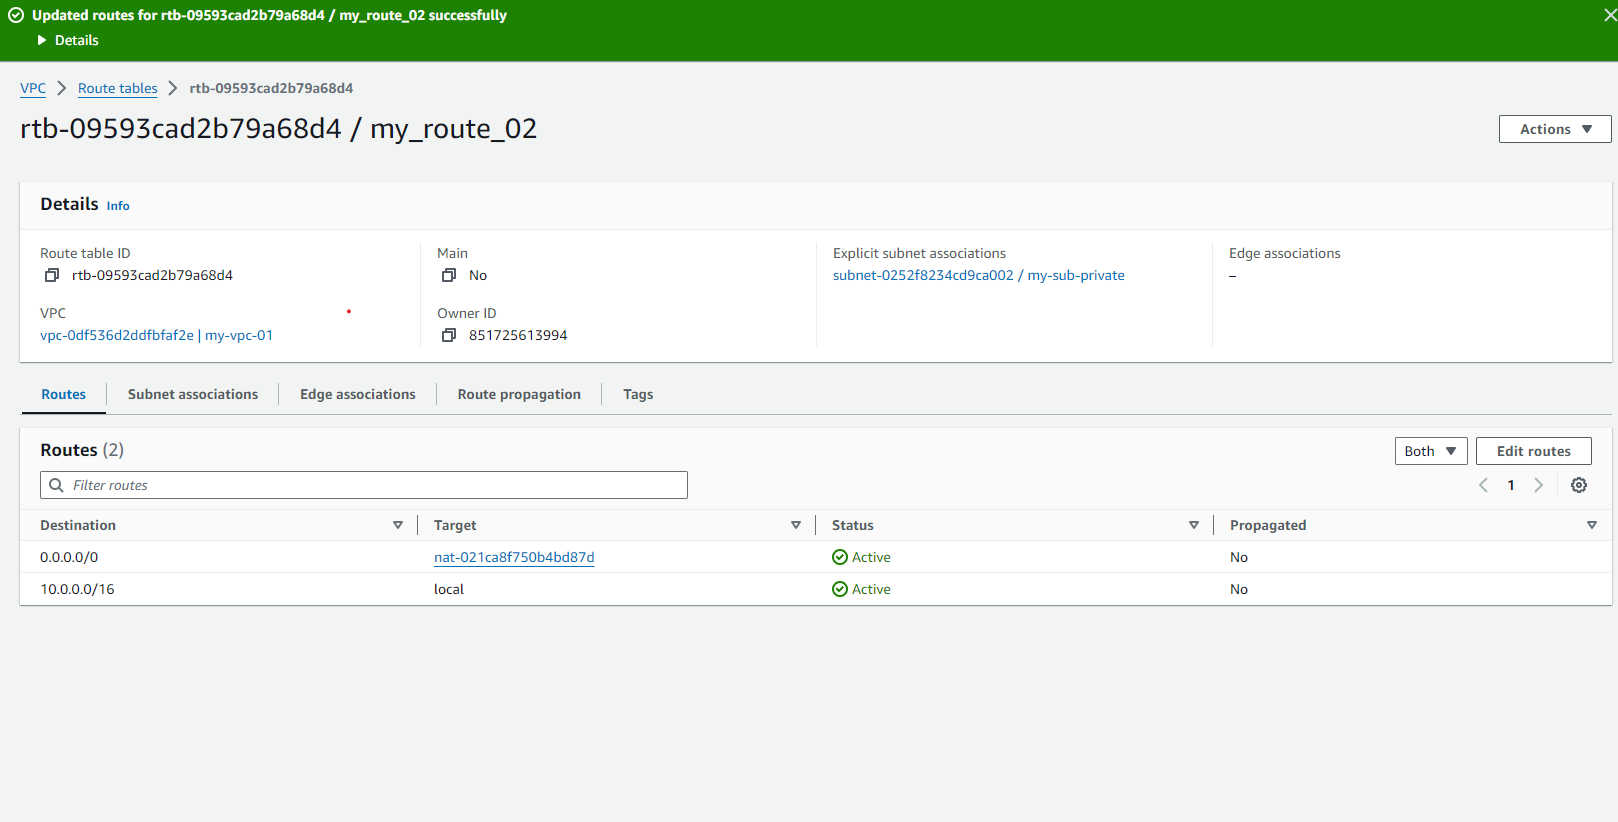 Updated routes for rtb-09593cad2b79a68d4 / my_route_02 successfully
Details
VPC Route tables rtb-09593cad2b79a68d4
rtb-09593cad2b79a68d4 / my_route_02
Actions
Details Info
Route table ID
rtb-09593cad2b79a68d4
Main
No
Explicit subnet associations
subnet-0252f8234cd9ca002 / my-sub-private
Edge associations
–
VPC
vpc-0df536d2ddfbfaf2e | my-vpc-01
Owner ID
851725613994
Routes Subnet associations Edge associations Route propagation Tags
Routes (2)
Both Edit routes
Filter routes
1
Destination Target Status Propagated
0.0.0.0/0 nat-021ca8f750b4bd87d Active No
10.0.0.0/16 local Active No